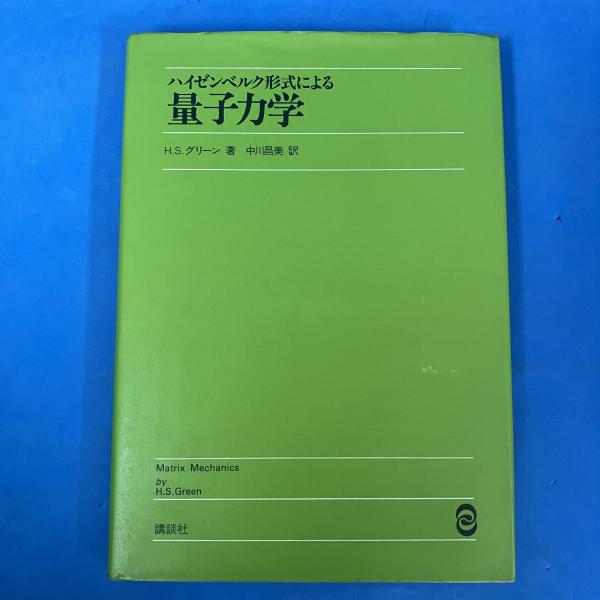 ハイゼンベルク形式による
量子力学
H.S.グリーン 著 中川昌美 訳
Matrix Mechanics
by
H.S.Green
講談社